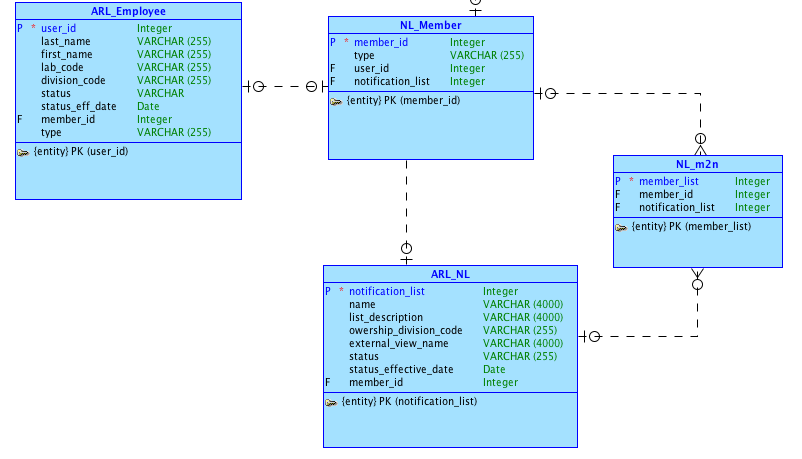 ARL_Employee
P * user_id Integer
last_name VARCHAR (255)
first_name VARCHAR (255)
lab_code VARCHAR (255)
division_code VARCHAR (255)
status VARCHAR
status_eff_date Date
F member_id Integer
type VARCHAR (255)
{entity} PK (user_id)
NL_Member
P * member_id Integer
type VARCHAR (255)
F user_id Integer
F notification_list Integer
{entity} PK (member_id)
NL_m2n
P * member_list Integer
F member_id Integer
F notification_list Integer
{entity} PK (member_list)
ARL_NL
P * notification_list Integer
name VARCHAR (4000)
list_description VARCHAR (4000)
owership_division_code VARCHAR (255)
external_view_name VARCHAR (4000)
status VARCHAR (255)
status_effective_date Date
F member_id Integer
{entity} PK (notification_list)